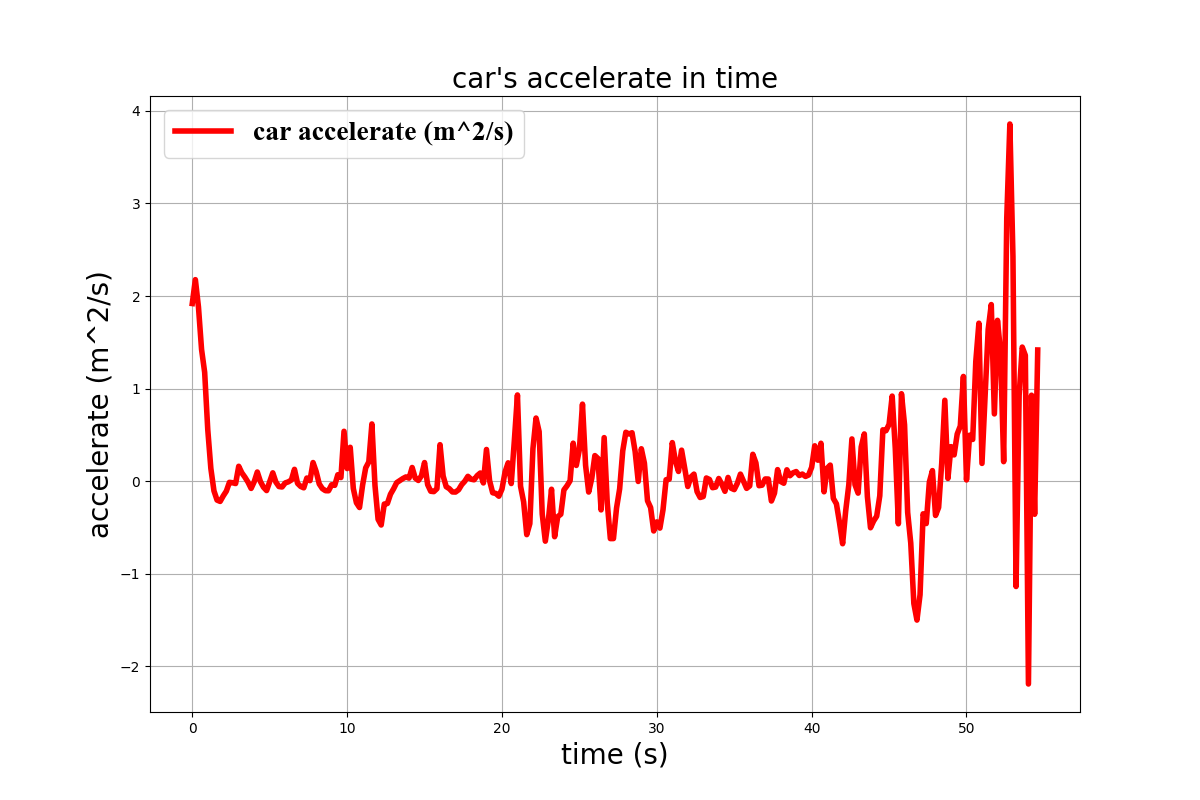 car's accelerate in time
car accelerate (m^2/s)
accelerate (m^2/s)
4
3
2
1
0
−1
−2
0 10 20 30 40 50
time (s)